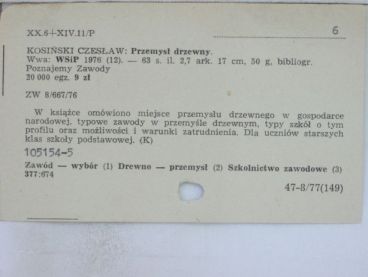 XX.6+XIV.11/P
6
KOSIŃSKI CZESŁAW: Przemysł drzewny.
Wwa: WSiP 1976 (12). — 63 s. il. 2,7 ark. 17 cm, 50 g, bibliogr.
Poznajemy Zawody
20 000 egz. 9 zł
ZW 8/667/76
W książce omówiono miejsce przemysłu drzewnego w gospodarce
narodowej, typowe zawody w przemyśle drzewnym, typy szkół o tym
profilu oraz możliwości i warunki zatrudnienia. Dla uczniów starszych
klas szkoły podstawowej. (K)
105154-5
Zawód — wybór (1) Drewno — przemysł (2) Szkolnictwo zawodowe (3)
377:674
47-8/77(149)